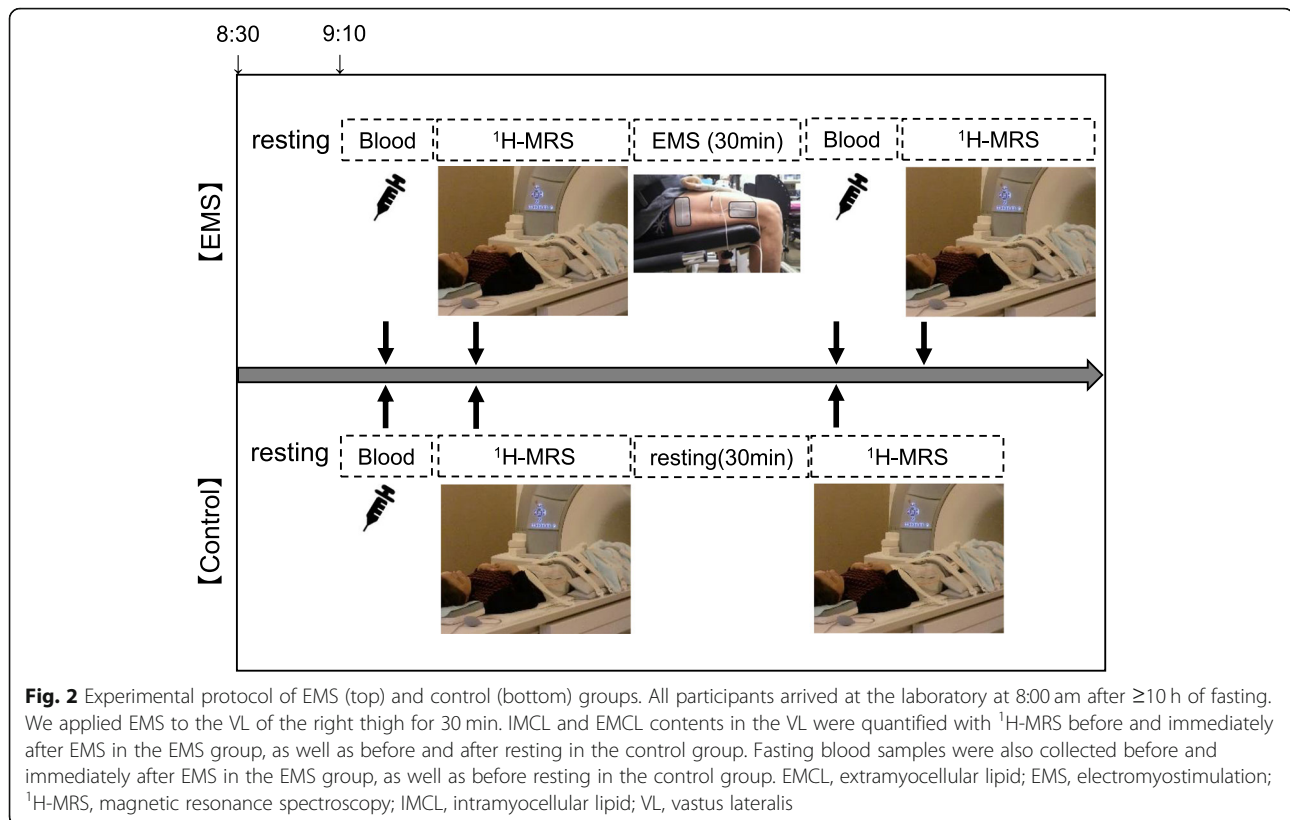 8:30 9:10
↓ ↓
【EMS】
resting Blood ¹H-MRS EMS (30min) Blood ¹H-MRS
【Control】
resting Blood ¹H-MRS resting(30min) ¹H-MRS
Fig. 2 Experimental protocol of EMS (top) and control (bottom) groups. All participants arrived at the laboratory at 8:00 am after ≥10 h of fasting.
We applied EMS to the VL of the right thigh for 30 min. IMCL and EMCL contents in the VL were quantified with ¹H-MRS before and immediately
after EMS in the EMS group, as well as before and after resting in the control group. Fasting blood samples were also collected before and
immediately after EMS in the EMS group, as well as before resting in the control group. EMCL, extramyocellular lipid; EMS, electromyostimulation;
¹H-MRS, magnetic resonance spectroscopy; IMCL, intramyocellular lipid; VL, vastus lateralis